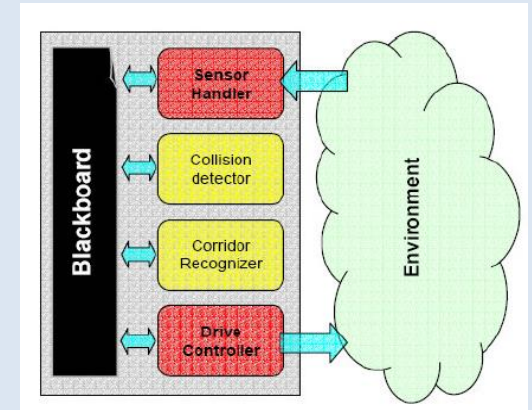 Blackboard
Sensor
Handler
Collision
detector
Corridor
Recognizer
Drive
Controller
Environment